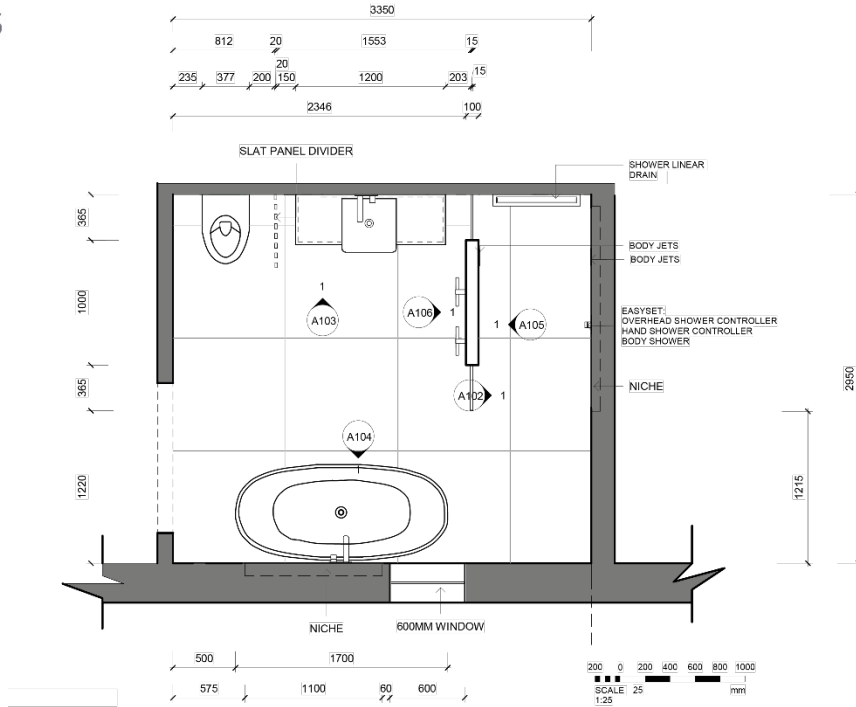 3350
812 20 1553 15
20 15
235 377 200 150 1200 203
2346 100
SLAT PANEL DIVIDER
SHOWER LINEAR
DRAIN
365
BODY JETS
BODY JETS
1000
1
A103
A106 1
1 A105
EASYSET:
OVERHEAD SHOWER CONTROLLER
HAND SHOWER CONTROLLER
BODY SHOWER
2950
365
NICHE
A102 1
A104
1
1220
1215
NICHE
600MM WINDOW
500 1700
575 1100 60 600
200 0 200 400 600 800 1000
SCALE 25 mm
1:25